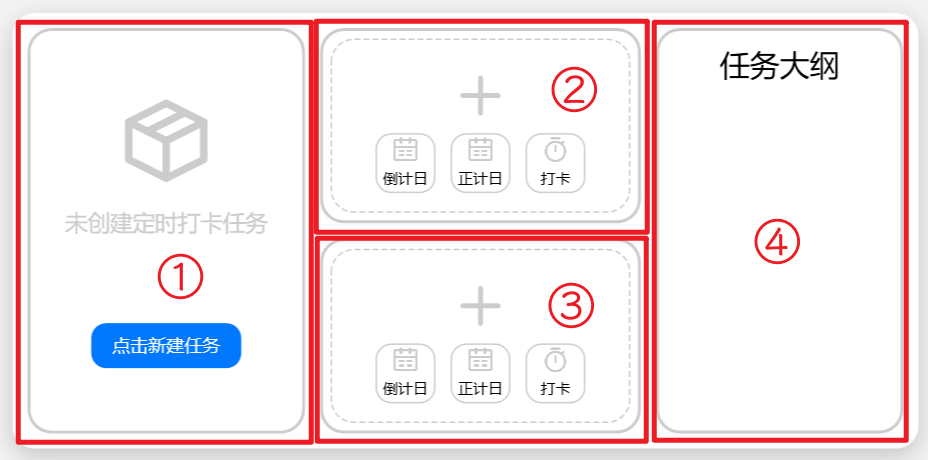 未创建定时打卡任务
①
点击新建任务
②
倒计日 正计日 打卡
③
倒计日 正计日 打卡
任务大纲
④